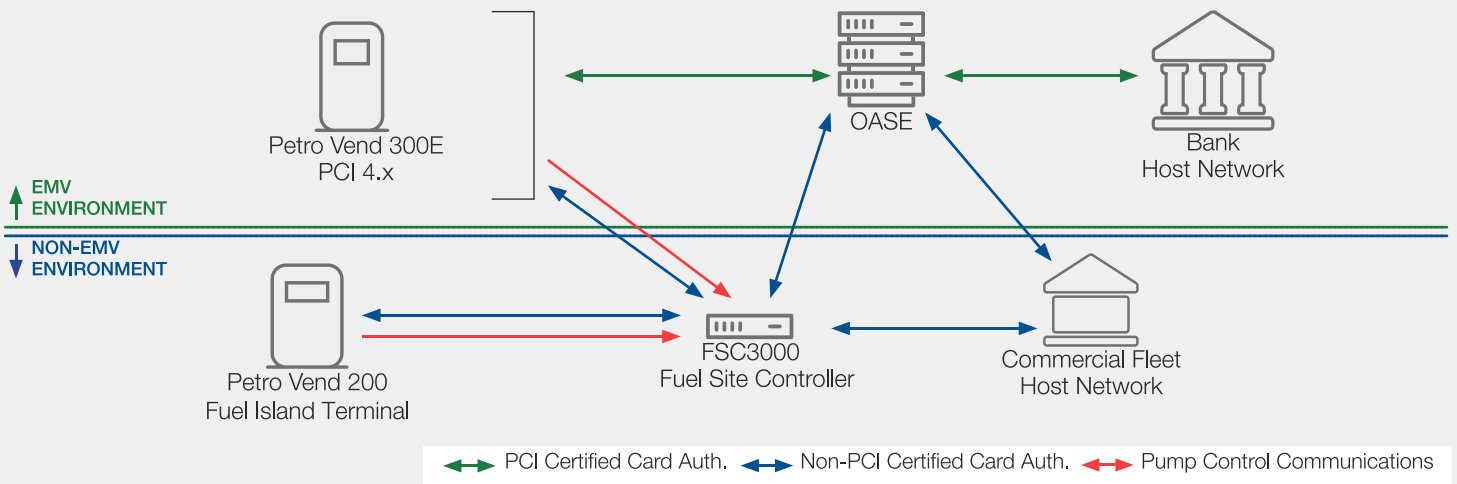 Petro Vend 300E
PCI 4.x
OASE
Bank
Host Network
EMV
ENVIRONMENT
NON-EMV
ENVIRONMENT
Petro Vend 200
Fuel Island Terminal
FSC3000
Fuel Site Controller
Commercial Fleet
Host Network
PCI Certified Card Auth.
Non-PCI Certified Card Auth.
Pump Control Communications